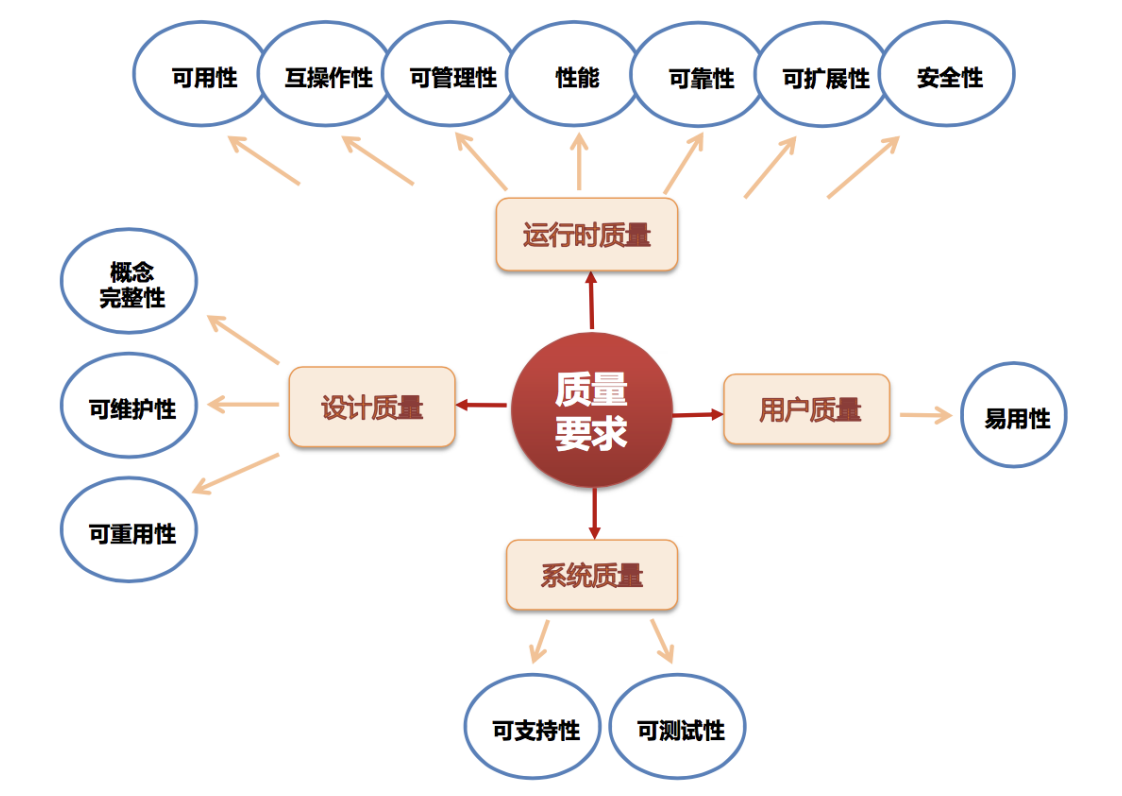 可用性
互操作性
可管理性
性能
可靠性
可扩展性
安全性
运行时质量
概念
完整性
可维护性
可重用性
设计质量
质量
要求
用户质量
易用性
系统质量
可支持性
可测试性